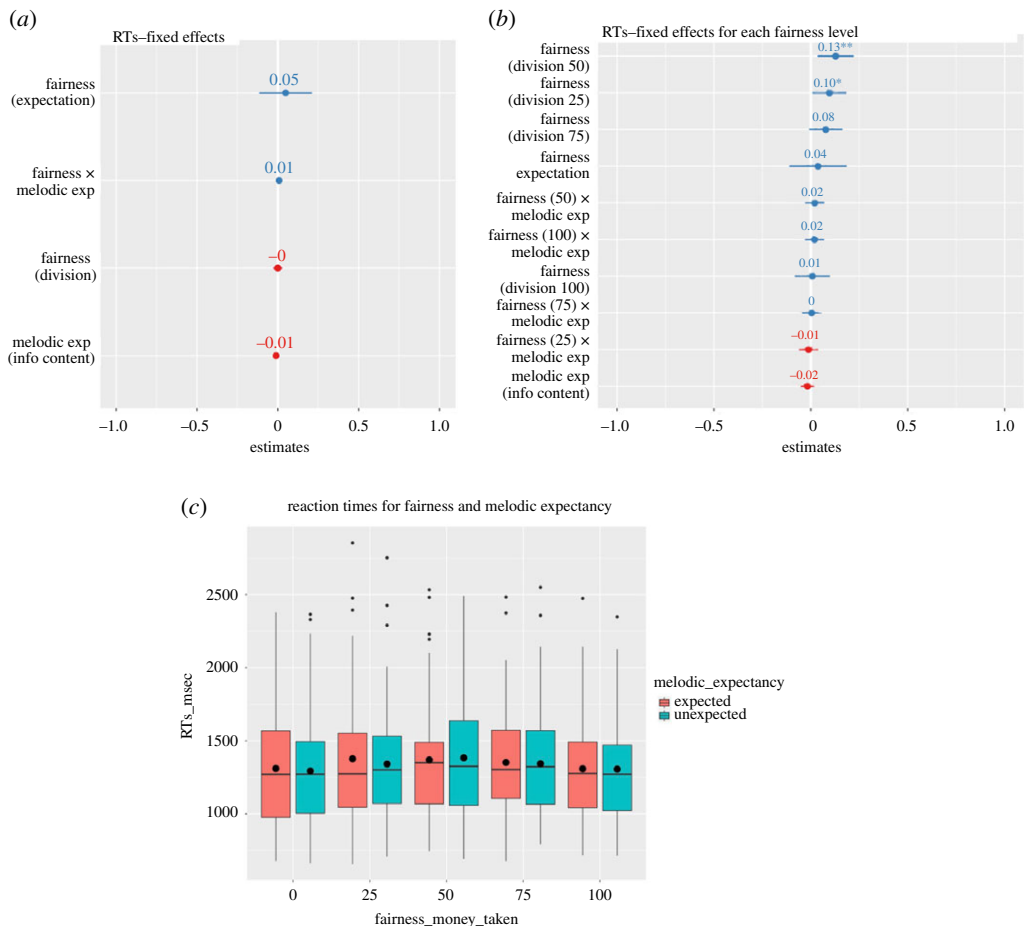 (a)
RTs–fixed effects
fairness
(expectation)
0.05
fairness ×
melodic exp
0.01
fairness
(division)
–0
melodic exp
(info content)
–0.01
–1.0
–0.5
0
0.5
1.0
estimates
(b)
RTs–fixed effects for each fairness level
fairness
(division 50)
0.13**
fairness
(division 25)
0.10*
fairness
(division 75)
0.08
fairness
expectation
0.04
fairness (50) ×
melodic exp
0.02
fairness (100) ×
melodic exp
0.02
fairness
(division 100)
0.01
fairness (75) ×
melodic exp
0
fairness (25) ×
melodic exp
–0.01
melodic exp
(info content)
–0.02
–1.0
–0.5
0
0.5
1.0
estimates
(c)
reaction times for fairness and melodic expectancy
RTs_msec
2500
2000
1500
1000
0
25
50
75
100
fairness_money_taken
melodic_expectancy
expected
unexpected